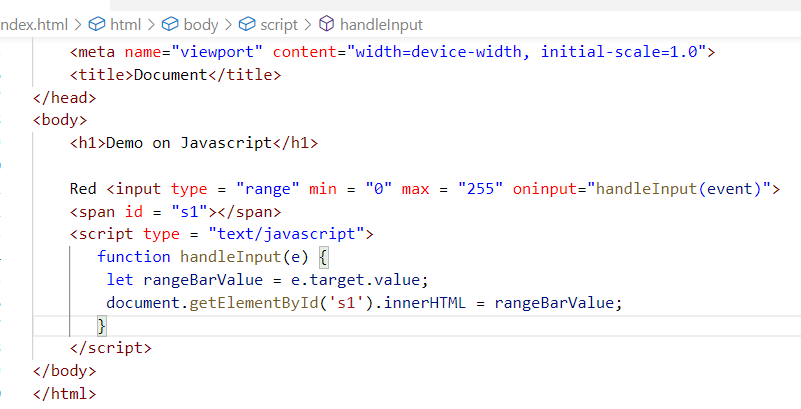 ndex.html > html > body > script > handleInput
<meta name="viewport" content="width=device-width, initial-scale=1.0">
<title>Document</title>
</head>
<body>
<h1>Demo on Javascript</h1>
Red <input type = "range" min = "0" max = "255" oninput="handleInput(event)">
<span id = "s1"></span>
<script type = "text/javascript">
function handleInput(e) {
let rangeBarValue = e.target.value;
document.getElementById('s1').innerHTML = rangeBarValue;
}
</script>
</body>
</html>